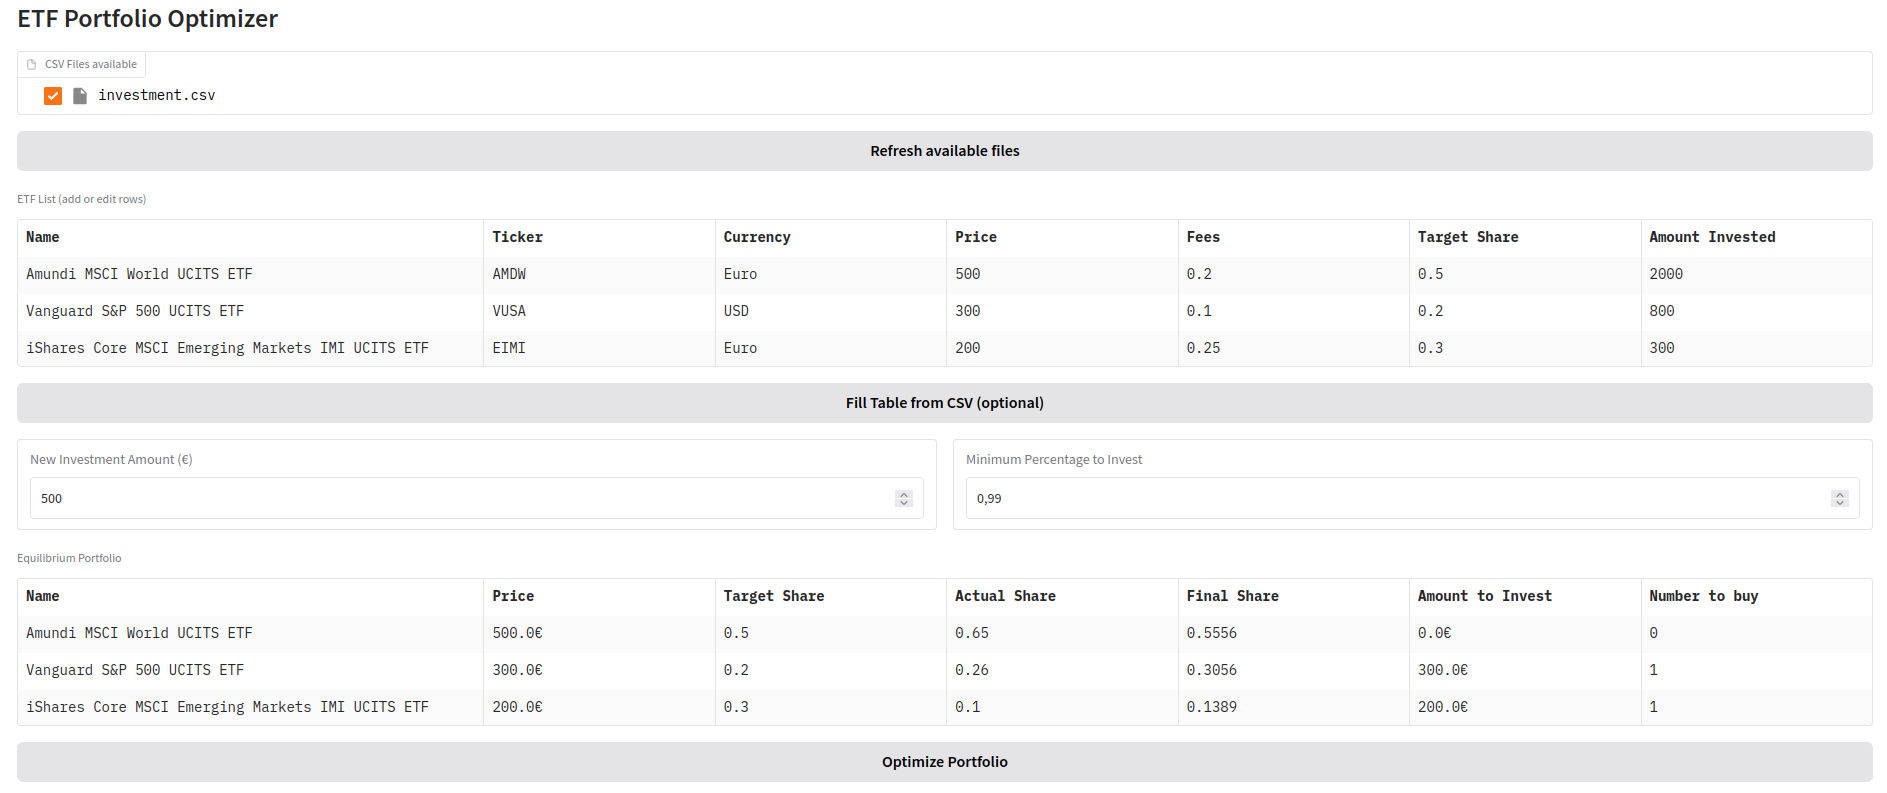 ETF Portfolio Optimizer
CSV Files available
investment.csv
Refresh available files
ETF List (add or edit rows)
Name Ticker Currency Price Fees Target Share Amount Invested
Amundi MSCI World UCITS ETF AMDW Euro 500 0.2 0.5 2000
Vanguard S&P 500 UCITS ETF VUSA USD 300 0.1 0.2 800
iShares Core MSCI Emerging Markets IMI UCITS ETF EIMI Euro 200 0.25 0.3 300
Fill Table from CSV (optional)
New Investment Amount (€) Minimum Percentage to Invest
500 0,99
Equilibrium Portfolio
Name Price Target Share Actual Share Final Share Amount to Invest Number to buy
Amundi MSCI World UCITS ETF 500.0€ 0.5 0.65 0.5556 0.0€ 0
Vanguard S&P 500 UCITS ETF 300.0€ 0.2 0.26 0.3056 300.0€ 1
iShares Core MSCI Emerging Markets IMI UCITS ETF 200.0€ 0.3 0.1 0.1389 200.0€ 1
Optimize Portfolio